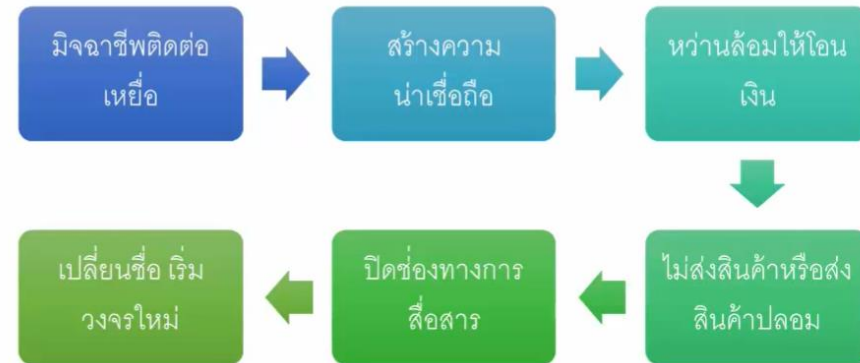 มิจฉาชีพติดต่อ
เหยื่อ
สร้างความ
น่าเชื่อถือ
หว่านล้อมให้โอน
เงิน
ไม่ส่งสินค้าหรือส่ง
สินค้าปลอม
ปิดช่องทางการ
สื่อสาร
เปลี่ยนชื่อ เริ่ม
วงจรใหม่